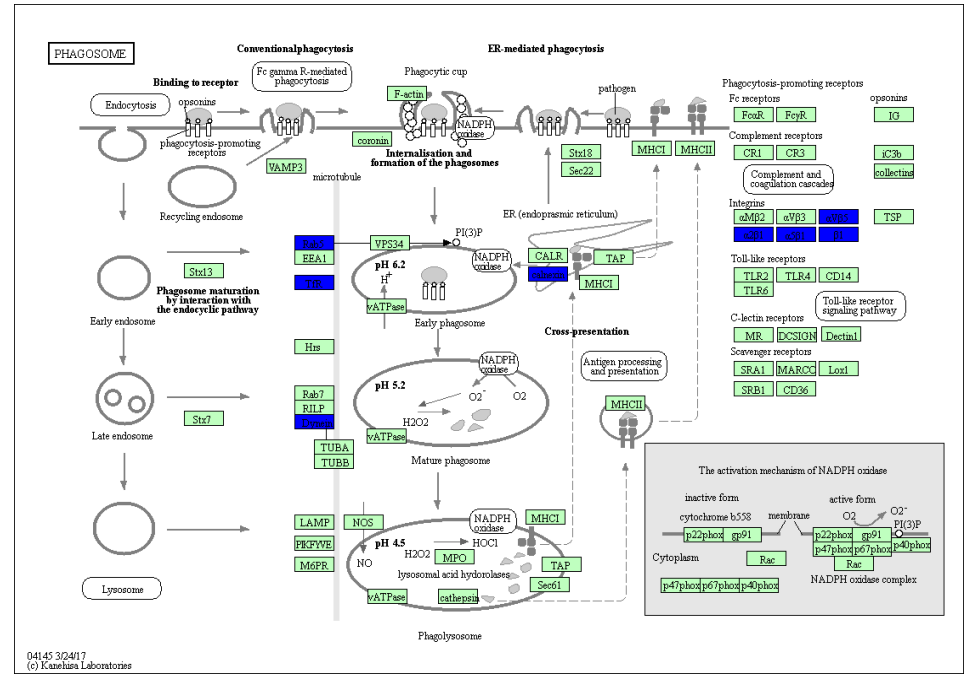 PHAGOSOME
Conventionalphagocytosis
ER-mediated phagocytosis
Binding to receptor
Fc gamma R-mediated
phagocytosis
Phagocytic cup
F-actin
pathogen
Endocytosis
opsonins
NADPH
oxidase
phagocytosis-promoting
receptors
coronin
Internalisation and
formation of the phagosomes
Stx18
Sec22
MHCI
MHCII
VAMP3
microtubule
Recycling endosome
ER (endoprasmic reticulum)
Phagocytosis-promoting receptors
Fc receptors
opsonins
FcαR
FcγR
IG
Complement receptors
CR1
CR3
iC3b
collectins
Complement and
coagulation cascades
Integrins
αMβ2
αVβ3
αVβ5
TSP
α2β1
α5β1
β1
Toll-like receptors
TLR2
TLR4
CD14
TLR6
Toll-like receptor
signaling pathway
C-lectin receptors
MR
DCSIGN
Dectin1
Scavenger receptors
SRA1
MARCO
Lox1
SRB1
CD36
Rab5
EEA1
VPS34
PI(3)P
Stx13
pH 6.2
H+
NADPH
oxidase
CALR
TAP
MHCI
vATPase
Phagosome maturation
by interaction with
the endocyclic pathway
Early endosome
Early phagosome
Cross-presentation
Hrs
Antigen processing
and presentation
NADPH
oxidase
pH 5.2
O2-
O2
H2O2
MHCII
Rab7
RILP
Stx7
vATPase
TUBA
TUBB
Late endosome
Mature phagosome
LAMP
NOS
PIKFYVE
M6PR
NADPH
oxidase
MHCI
pH 4.5
H2O2
HOCl
MPO
NO
lysosomal acid hydorolases
TAP
Sec61
vATPase
cathepsin
Lysosome
Phagolysosome
The activation mechanism of NADPH oxidase
inactive form
active form
cytochrome b558
membrane
O2
O2-
PI(3)P
p22phox
gp91
p22phox
gp91
p47phox
p67phox
p40phox
Cytoplasm
Rac
Rac
p47phox
p67phox
p40phox
NADPH oxidase complex
04145 3/24/17
(c) Kanehisa Laboratories